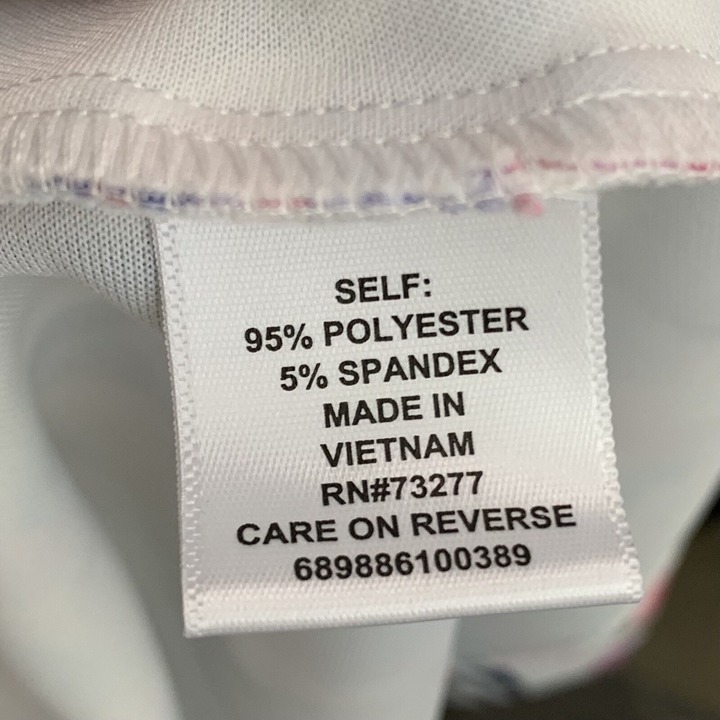 SELF:
95% POLYESTER
5% SPANDEX
MADE IN
VIETNAM
RN#73277
CARE ON REVERSE
689886100389